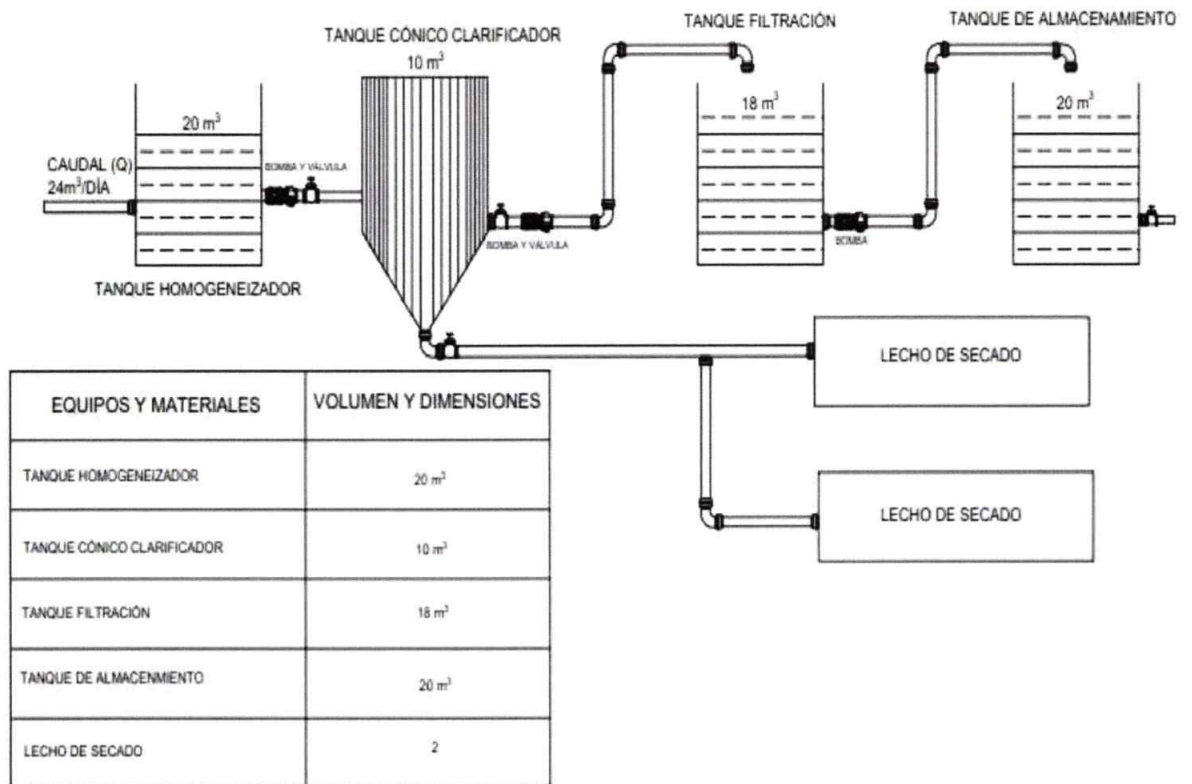 TANQUE CÓNICO CLARIFICADOR
10 m³
TANQUE FILTRACIÓN
TANQUE DE ALMACENAMIENTO
20 m³
18 m³
20 m³
CAUDAL (Q)
24m³/DÍA
BOMBA Y VÁLVULA
BOMBA Y VÁLVULA
BOMBA
TANQUE HOMOGENEIZADOR
LECHO DE SECADO
LECHO DE SECADO
EQUIPOS Y MATERIALES VOLUMEN Y DIMENSIONES
TANQUE HOMOGENEIZADOR 20 m³
TANQUE CÓNICO CLARIFICADOR 10 m³
TANQUE FILTRACIÓN 18 m³
TANQUE DE ALMACENMIENTO 20 m³
LECHO DE SECADO 2